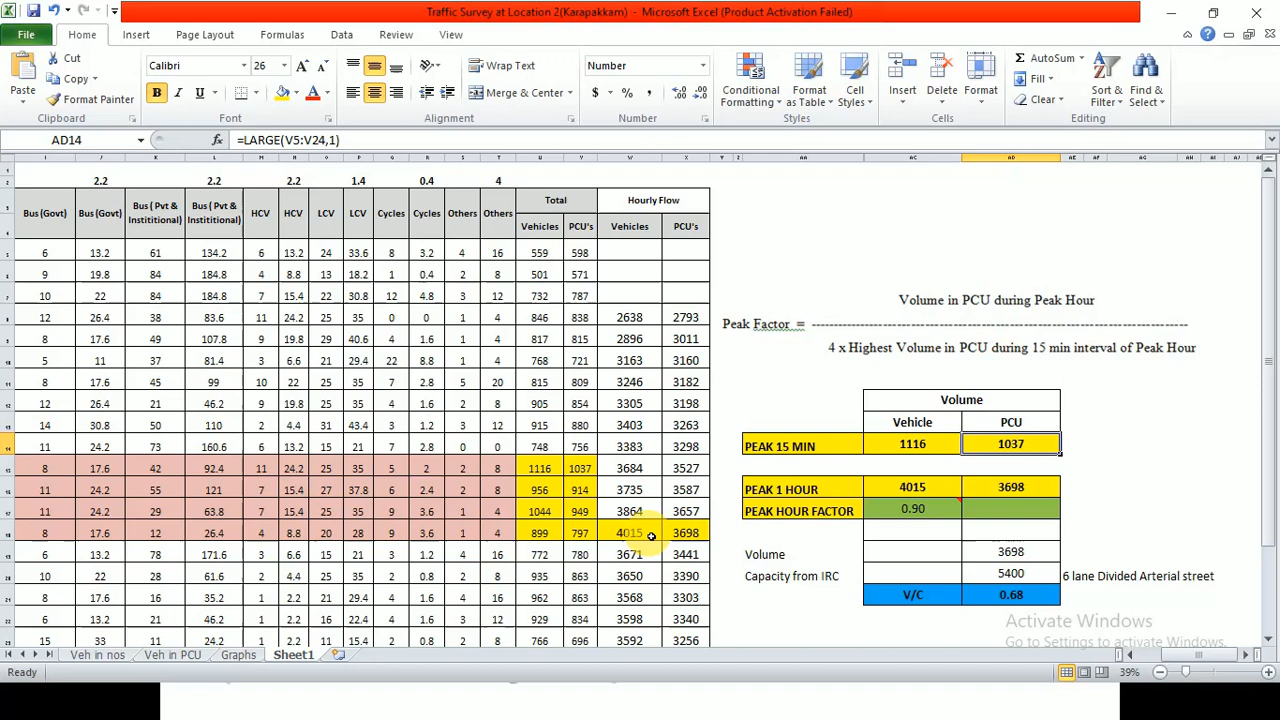 Traffic Survey at Location 2(Karapakkam) - Microsoft Excel (Product Activation Failed)
File Home Insert Page Layout Formulas Data Review View
Cut
Copy
Format Painter
Paste
Clipboard
Calibri 26
B I U
Font
Wrap Text
Merge & Center
Alignment
Number
$ % ,
Number
Conditional Formatting
Format as Table
Cell Styles
Styles
Insert Delete Format
Cells
Σ AutoSum
Fill
Clear
Sort & Filter
Find & Select
Editing
AD14 fx =LARGE(V5:V24,1)
2.2 2.2 2.2 1.4 0.4 4
Bus (Govt) Bus (Govt) Bus ( Pvt & Instititional) Bus ( Pvt & Instititional) HCV HCV LCV LCV Cycles Cycles Others Others Total Hourly Flow
Vehicles PCU's Vehicles PCU's
6 13.2 61 134.2 6 13.2 24 33.6 8 3.2 4 16 559 598
9 19.8 84 184.8 4 8.8 13 18.2 1 0.4 2 8 501 571
10 22 84 184.8 7 15.4 22 30.8 12 4.8 3 12 732 787
12 26.4 38 83.6 11 24.2 25 35 0 0 1 4 846 838 2638 2793
8 17.6 49 107.8 9 19.8 29 40.6 4 1.6 1 4 817 815 2896 3011
5 11 37 81.4 3 6.6 21 29.4 22 8.8 1 4 768 721 3163 3160
8 17.6 45 99 10 22 25 35 7 2.8 5 20 815 809 3246 3182
12 26.4 21 46.2 9 19.8 25 35 4 1.6 2 8 905 854 3305 3198
14 30.8 50 110 2 4.4 31 43.4 3 1.2 3 12 915 880 3403 3263
11 24.2 73 160.6 6 13.2 15 21 7 2.8 0 0 748 756 3383 3298
8 17.6 42 92.4 11 24.2 25 35 5 2 2 8 1116 1037 3684 3527
11 24.2 55 121 7 15.4 27 37.8 6 2.4 2 8 956 914 3735 3587
11 24.2 29 63.8 7 15.4 25 35 9 3.6 1 4 1044 949 3864 3657
8 17.6 12 26.4 4 8.8 20 28 9 3.6 1 4 899 797 4015 3698
6 13.2 78 171.6 3 6.6 15 21 3 1.2 4 16 772 780 3671 3441
10 22 28 61.6 2 4.4 25 35 2 0.8 2 8 935 863 3650 3390
8 17.6 16 35.2 1 2.2 21 29.4 4 1.6 2 8 962 863 3568 3303
6 13.2 21 46.2 1 2.2 16 22.4 4 1.6 3 12 929 834 3598 3340
15 33 11 24.2 1 2.2 11 15.4 2 0.8 2 8 766 696 3592 3256
Volume in PCU during Peak Hour
Peak Factor = ------------------------------
4 x Highest Volume in PCU during 15 min interval of Peak Hour
Volume
Vehicle PCU
PEAK 15 MIN 1116 1037
PEAK 1 HOUR 4015 3698
PEAK HOUR FACTOR 0.90
Volume 3698
Capacity from IRC 5400 6 lane Divided Arterial street
V/C 0.68
Activate Windows
Go to Settings to activate Windows.
Veh in nos Veh in PCU Graphs Sheet1
Ready 39%